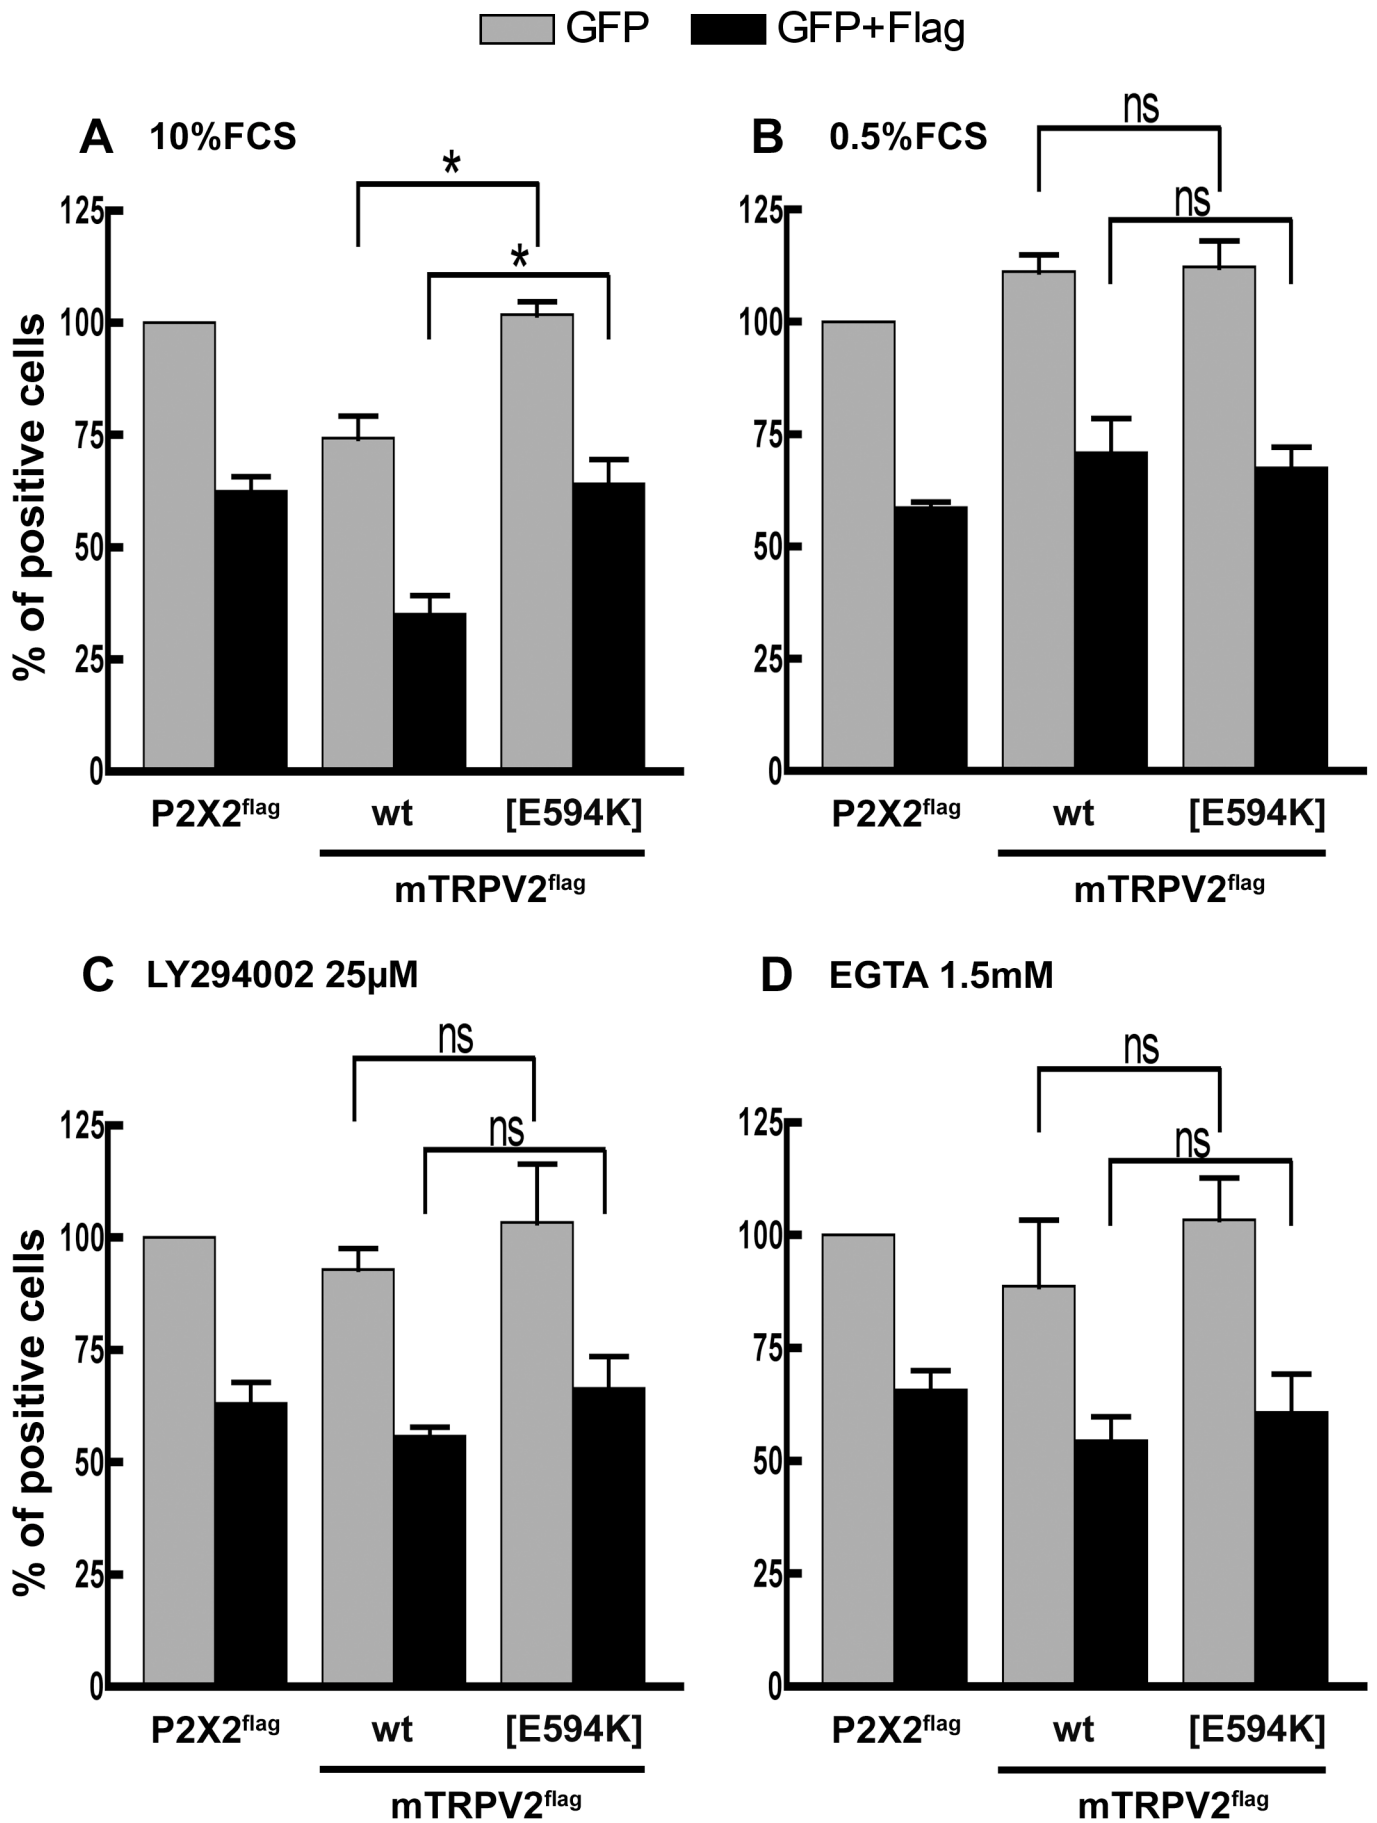 GFP GFP+Flag
A 10%FCS
*
*
% of positive cells
125
100
75
50
25
0
P2X2flag wt [E594K]
mTRPV2flag
B 0.5%FCS
ns
ns
125
100
75
50
25
0
P2X2flag wt [E594K]
mTRPV2flag
C LY294002 25µM
ns
ns
% of positive cells
125
100
75
50
25
0
P2X2flag wt [E594K]
mTRPV2flag
D EGTA 1.5mM
ns
ns
125
100
75
50
25
0
P2X2flag wt [E594K]
mTRPV2flag